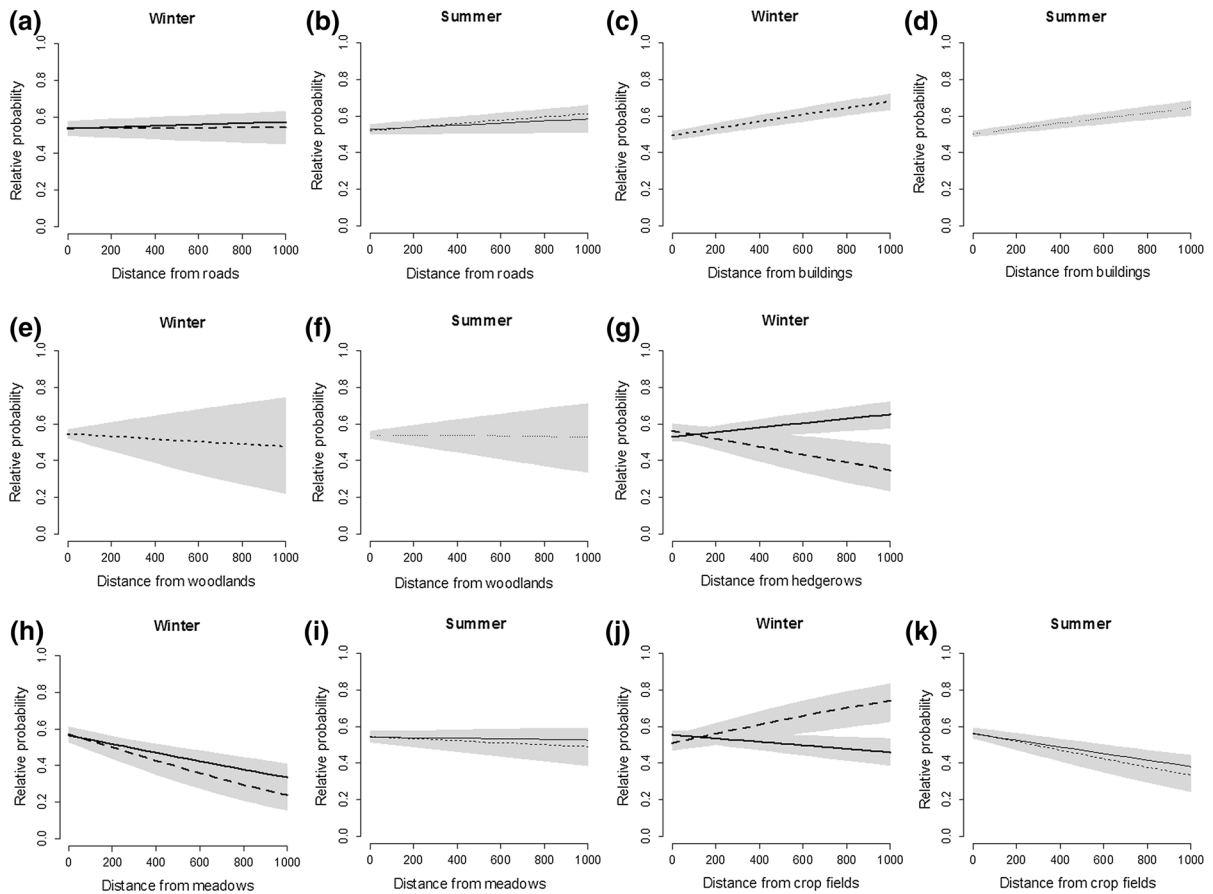 (a) Winter
Relative probability
0.0 0.2 0.4 0.6 0.8 1.0
0 200 400 600 800 1000
Distance from roads
(b) Summer
Relative probability
0.0 0.2 0.4 0.6 0.8 1.0
0 200 400 600 800 1000
Distance from roads
(c) Winter
Relative probability
0.0 0.2 0.4 0.6 0.8 1.0
0 200 400 600 800 1000
Distance from buildings
(d) Summer
Relative probability
0.0 0.2 0.4 0.6 0.8 1.0
0 200 400 600 800 1000
Distance from buildings
(e) Winter
Relative probability
0.0 0.2 0.4 0.6 0.8 1.0
0 200 400 600 800 1000
Distance from woodlands
(f) Summer
Relative probability
0.0 0.2 0.4 0.6 0.8 1.0
0 200 400 600 800 1000
Distance from woodlands
(g) Winter
Relative probability
0.0 0.2 0.4 0.6 0.8 1.0
0 200 400 600 800 1000
Distance from hedgerows
(h) Winter
Relative probability
0.0 0.2 0.4 0.6 0.8 1.0
0 200 400 600 800 1000
Distance from meadows
(i) Summer
Relative probability
0.0 0.2 0.4 0.6 0.8 1.0
0 200 400 600 800 1000
Distance from meadows
(j) Winter
Relative probability
0.0 0.2 0.4 0.6 0.8 1.0
0 200 400 600 800 1000
Distance from crop fields
(k) Summer
Relative probability
0.0 0.2 0.4 0.6 0.8 1.0
0 200 400 600 800 1000
Distance from crop fields